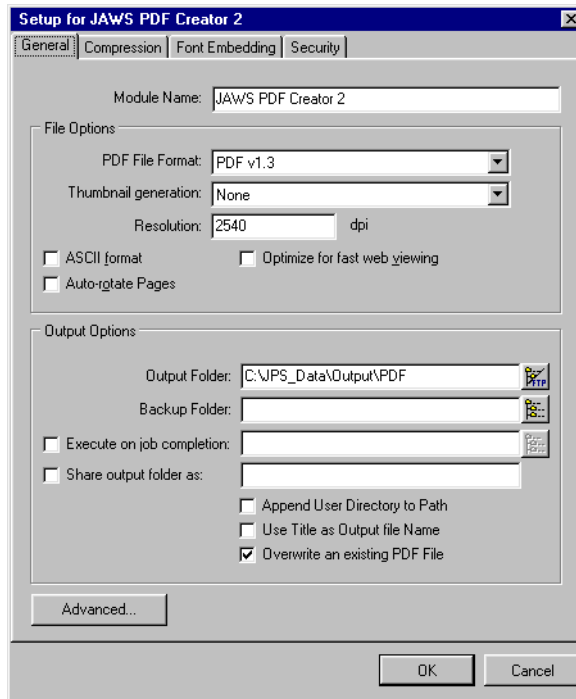 Setup for JAWS PDF Creator 2
General Compression Font Embedding Security
Module Name: JAWS PDF Creator 2
File Options
PDF File Format: PDF v1.3
Thumbnail generation: None
Resolution: 2540 dpi
ASCII format Optimize for fast web viewing
Auto-rotate Pages
Output Options
Output Folder: C:\JPS_Data\Output\PDF
FTP
Backup Folder:
Execute on job completion:
Share output folder as:
Append User Directory to Path
Use Title as Output file Name
Overwrite an existing PDF File
Advanced...
OK Cancel